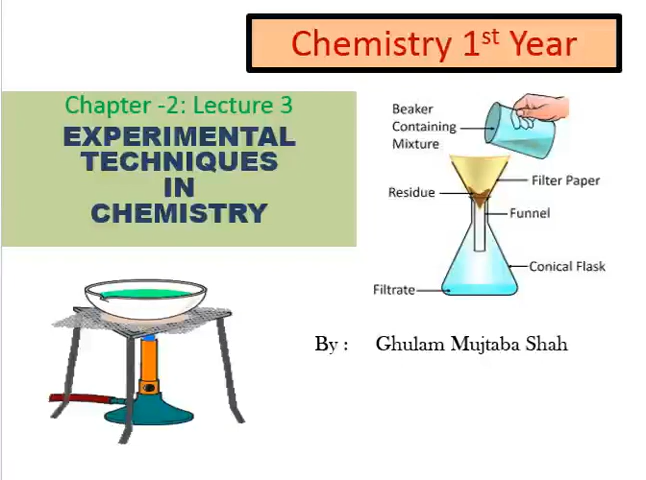 Chemistry 1st Year
Chapter -2: Lecture 3
EXPERIMENTAL
TECHNIQUES
IN
CHEMISTRY
Beaker
Containing
Mixture
Filter Paper
Residue
Funnel
Conical Flask
Filtrate
By : Ghulam Mujtaba Shah